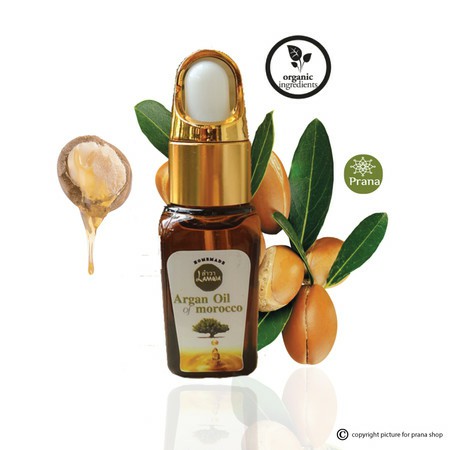 organic
ingredients
Prana
HOMEMADE
Argan Oil
of morocco
© copyright picture for prana shop